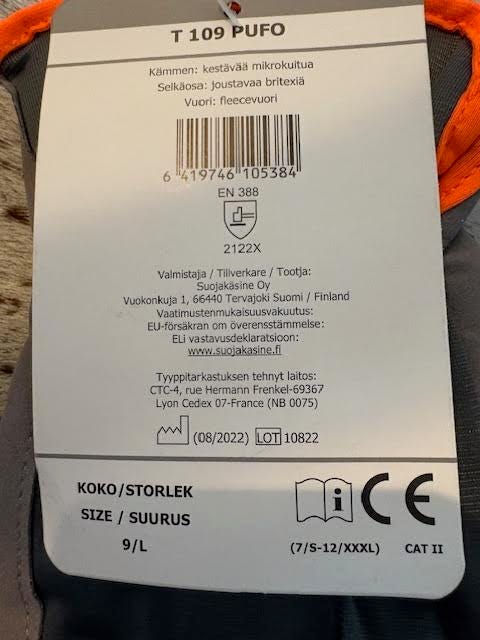 T 109 PUFO
Kämmen: kestävää mikrokuitua
Selkäosa: joustavaa britexiä
Vuori: fleecevuori
6 419746 105384
EN 388
2122X
Valmistaja / Tillverkare / Tootja:
Suojakäsine Oy
Vuokonkuja 1, 66440 Tervajoki Suomi / Finland
Vaatimustenmukaisuusvakuutus:
EU-försäkran om överensstämmelse:
ELi vastavusdeklaratsioon:
www.suojakasine.fi
Tyyppitarkastuksen tehnyt laitos:
CTC-4, rue Hermann Frenkel-69367
Lyon Cedex 07-France (NB 0075)
(08/2022) LOT 10822
KOKO/STORLEK
SIZE / SUURUS
9/L
i CE
(7/S-12/XXXL) CAT II